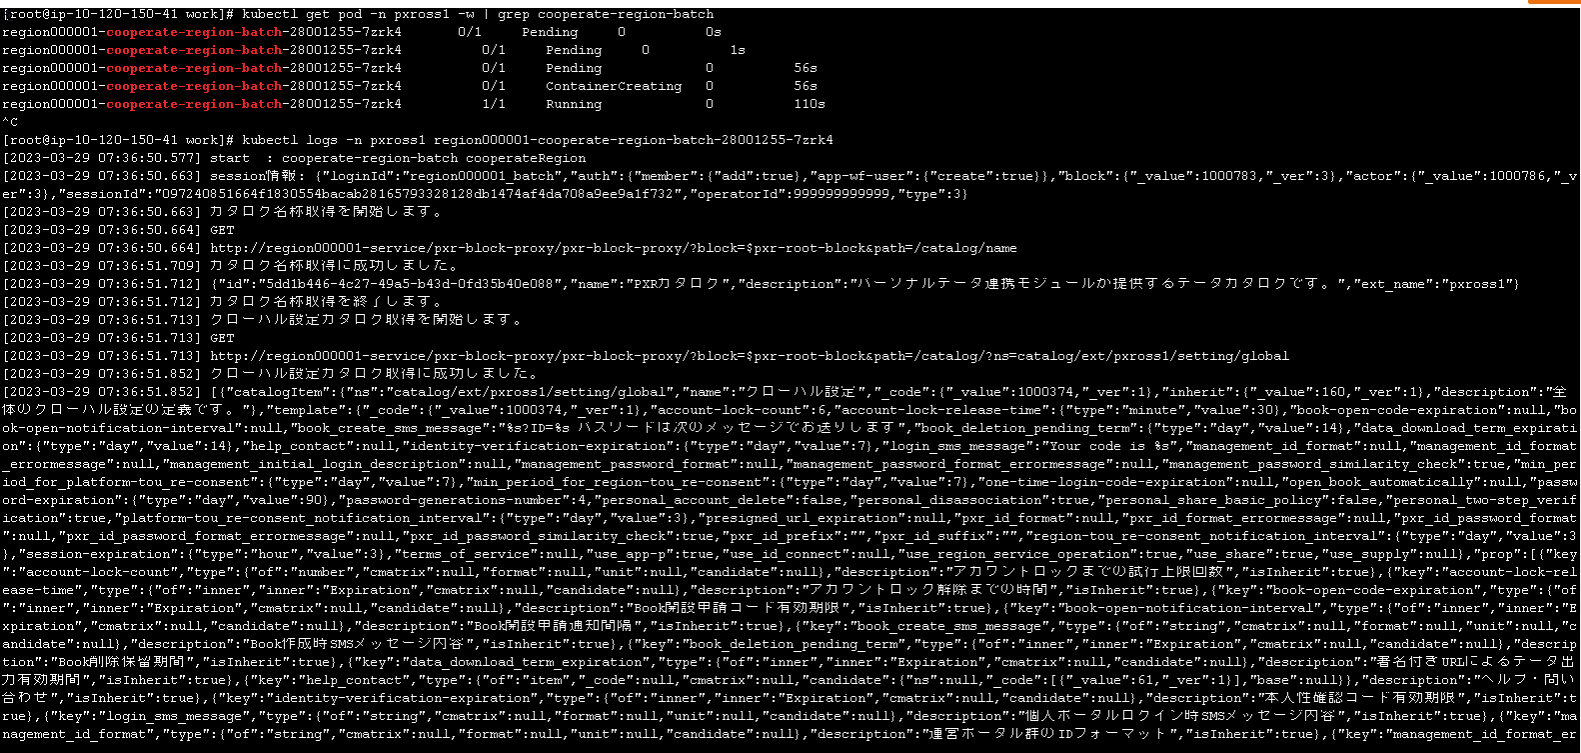 [root@ip-10-120-150-41 work]# kubectl get pod -n pxross1 -w | grep cooperate-region-batch
region000001-cooperate-region-batch-28001255-7zrk4 0/1 Pending 0 0s
region000001-cooperate-region-batch-28001255-7zrk4 0/1 Pending 0 1s
region000001-cooperate-region-batch-28001255-7zrk4 0/1 Pending 0 56s
region000001-cooperate-region-batch-28001255-7zrk4 0/1 ContainerCreating 0 56s
region000001-cooperate-region-batch-28001255-7zrk4 1/1 Running 0 110s
^C
[root@ip-10-120-150-41 work]# kubectl logs -n pxross1 region000001-cooperate-region-batch-28001255-7zrk4
[2023-03-29 07:36:50.577] start : cooperate-region-batch cooperateRegion
[2023-03-29 07:36:50.663] session情報: {"loginId":"region000001_batch","auth":{"member":{"add":true},"app-wf-user":{"create":true}},"block":{"_value":1000783,"_ver":3},"actor":{"_value":1000786,"_v
er":3},"sessionId":"097240851664f1830554bacab28165793328128db1474af4da708a9ee9a1f732","operatorId":999999999999,"type":3}
[2023-03-29 07:36:50.663] カタログ名称取得を開始します。
[2023-03-29 07:36:50.664] GET
[2023-03-29 07:36:50.664] http://region000001-service/pxr-block-proxy/pxr-block-proxy/?block=$pxr-root-block&path=/catalog/name
[2023-03-29 07:36:51.709] カタログ名称取得に成功しました。
[2023-03-29 07:36:51.712] {"id":"5dd1b446-4c27-49a5-b43d-0fd35b40e088","name":"PXRカタログ","description":"パーソナルデータ連携モジュールが提供するデータカタログです。","ext_name":"pxross1"}
[2023-03-29 07:36:51.712] カタログ名称取得を終了します。
[2023-03-29 07:36:51.713] グローバル設定カタログ取得を開始します。
[2023-03-29 07:36:51.713] GET
[2023-03-29 07:36:51.713] http://region000001-service/pxr-block-proxy/pxr-block-proxy/?block=$pxr-root-block&path=/catalog/?ns=catalog/ext/pxross1/setting/global
[2023-03-29 07:36:51.852] グローバル設定カタログ取得に成功しました。
[2023-03-29 07:36:51.852] [{"catalogItem":{"ns":"catalog/ext/pxross1/setting/global","name":"グローバル設定","_code":{"_value":1000374,"_ver":1},"inherit":{"_value":160,"_ver":1},"description":"全
体のグローバル設定の定義です。"},"template":{"_code":{"_value":1000374,"_ver":1},"account-lock-count":6,"account-lock-release-time":{"type":"minute","value":30},"book-open-code-expiration":null,"bo
ok-open-notification-interval":null,"book_create_sms_message":"%s?ID=%s パスワードは次のメッセージでお送りします","book_deletion_pending_term":{"type":"day","value":14},"data_download_term_expirati
on":{"type":"day","value":14},"help_contact":null,"identity-verification-expiration":{"type":"day","value":7},"login_sms_message":"Your code is %s","management_id_format":null,"management_id_format
_errormessage":null,"management_initial_login_description":null,"management_password_format":null,"management_password_format_errormessage":null,"management_password_similarity_check":true,"min_pe
riod_for_platform-tou_re-consent":{"type":"day","value":7},"min_period_for_region-tou_re-consent":{"type":"day","value":7},"one-time-login-code-expiration":null,"open_book_automatically":null,"passw
ord-expiration":{"type":"day","value":90},"password-generations-number":4,"personal_account_delete":false,"personal_disassociation":true,"personal_share_basic_policy":false,"personal_two-step_verif
ication":true,"platform-tou_re-consent_notification_interval":{"type":"day","value":3},"presigned_url_expiration":null,"pxr_id_format":null,"pxr_id_format_errormessage":null,"pxr_id_password_format"
:null,"pxr_id_password_format_errormessage":null,"pxr_id_password_similarity_check":true,"pxr_id_prefix":"","pxr_id_suffix":"","region-tou_re-consent_notification_interval":{"type":"day","value":3
},"session-expiration":{"type":"hour","value":3},"terms_of_service":null,"use_app-p":true,"use_id_connect":null,"use_region_service_operation":true,"use_share":true,"use_supply":null},"prop":[{"ke
y":"account-lock-count","type":{"of":"number","cmatrix":null,"format":null,"unit":null,"candidate":null},"description":"アカウントロックまでの試行上限回数","isInherit":true},{"key":"account-lock-rel
ease-time","type":{"of":"inner","inner":"Expiration","cmatrix":null,"candidate":null},"description":"アカウントロック解除までの時間","isInherit":true},{"key":"book-open-code-expiration","type":{"of
":"inner","inner":"Expiration","cmatrix":null,"candidate":null},"description":"Book開設申請コード有効期限","isInherit":true},{"key":"book-open-notification-interval","type":{"of":"inner","inner":"E
xpiration","cmatrix":null,"candidate":null},"description":"Book開設申請通知間隔","isInherit":true},{"key":"book_create_sms_message","type":{"of":"string","cmatrix":null,"format":null,"unit":null,"c
andidate":null},"description":"Book作成時SMSメッセージ内容","isInherit":true},{"key":"book_deletion_pending_term","type":{"of":"inner","inner":"Expiration","cmatrix":null,"candidate":null},"descrip
tion":"Book削除保留期間","isInherit":true},{"key":"data_download_term_expiration","type":{"of":"inner","inner":"Expiration","cmatrix":null,"candidate":null},"description":"署名付きURLによるデータ出
力有効期間","isInherit":true},{"key":"help_contact","type":{"of":"item","_code":null,"cmatrix":null,"candidate":{"ns":null,"_code":[{"_value":61,"_ver":1}],"base":null}},"description":"ヘルプ・問い
合わせ","isInherit":true},{"key":"identity-verification-expiration","type":{"of":"inner","inner":"Expiration","cmatrix":null,"candidate":null},"description":"本人性確認コード有効期限","isInherit":t
rue},{"key":"login_sms_message","type":{"of":"string","cmatrix":null,"format":null,"unit":null,"candidate":null},"description":"個人ポータルログイン時SMSメッセージ内容","isInherit":true},{"key":"ma
nagement_id_format","type":{"of":"string","cmatrix":null,"format":null,"unit":null,"candidate":null},"description":"運営ポータル群のIDフォーマット","isInherit":true},{"key":"management_id_format_er